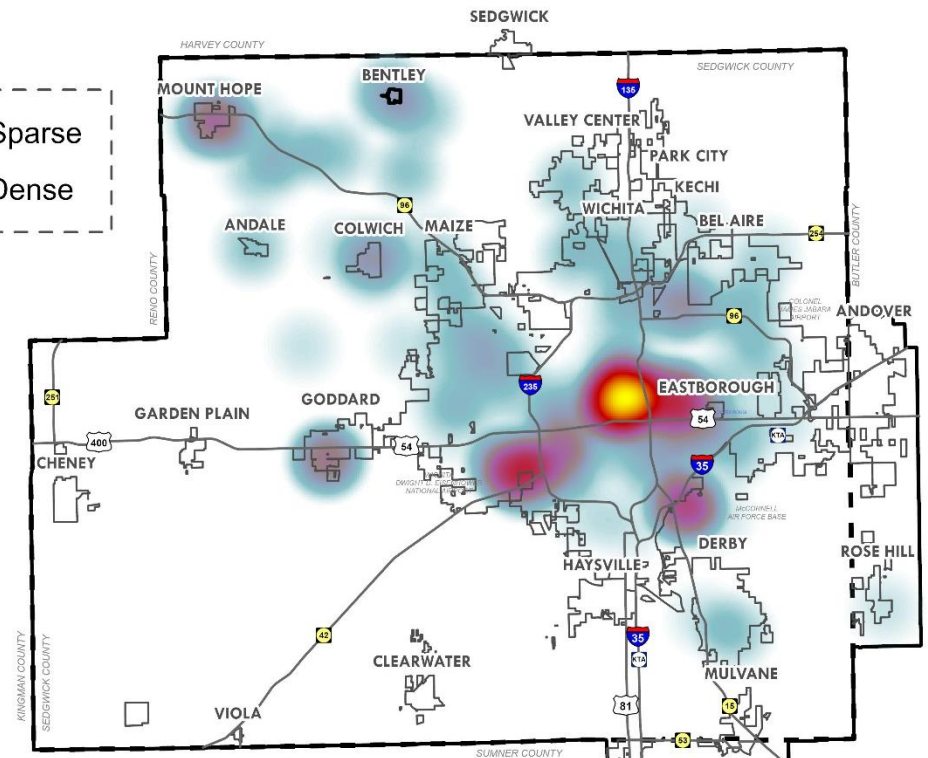 SEDGWICK
HARVEY COUNTY
SEDGWICK COUNTY
MOUNT HOPE
BENTLEY
135
Sparse
Dense
VALLEY CENTER
PARK CITY
KECHI
96
WICHITA
ANDALE
COLWICH
MAIZE
BEL AIRE
254
BUTLER COUNTY
RENO COUNTY
COLONEL
JAMES JABARA
AIRPORT
96
ANDOVER
235
251
GODDARD
EASTBOROUGH
GARDEN PLAIN
54
400
54
KTA
CHENEY
35
DWIGHT D. EISENHOWER
NATIONAL
McCONNELL
AIR FORCE BASE
DERBY
HAYSVILLE
ROSE HILL
42
35
KTA
KINGMAN COUNTY
SEDGWICK COUNTY
CLEARWATER
MULVANE
VIOLA
81
15
53
SUMNER COUNTY